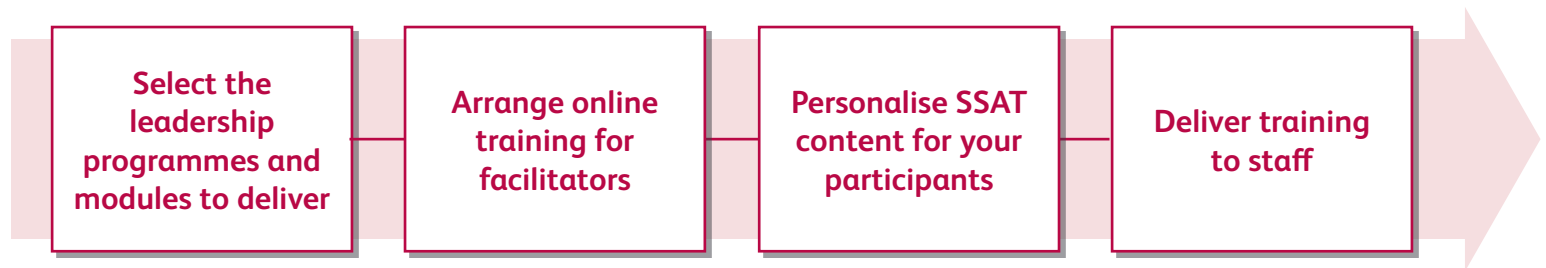 Select the
leadership
programmes and
modules to deliver
Arrange online
training for
facilitators
Personalise SSAT
content for your
participants
Deliver training
to staff